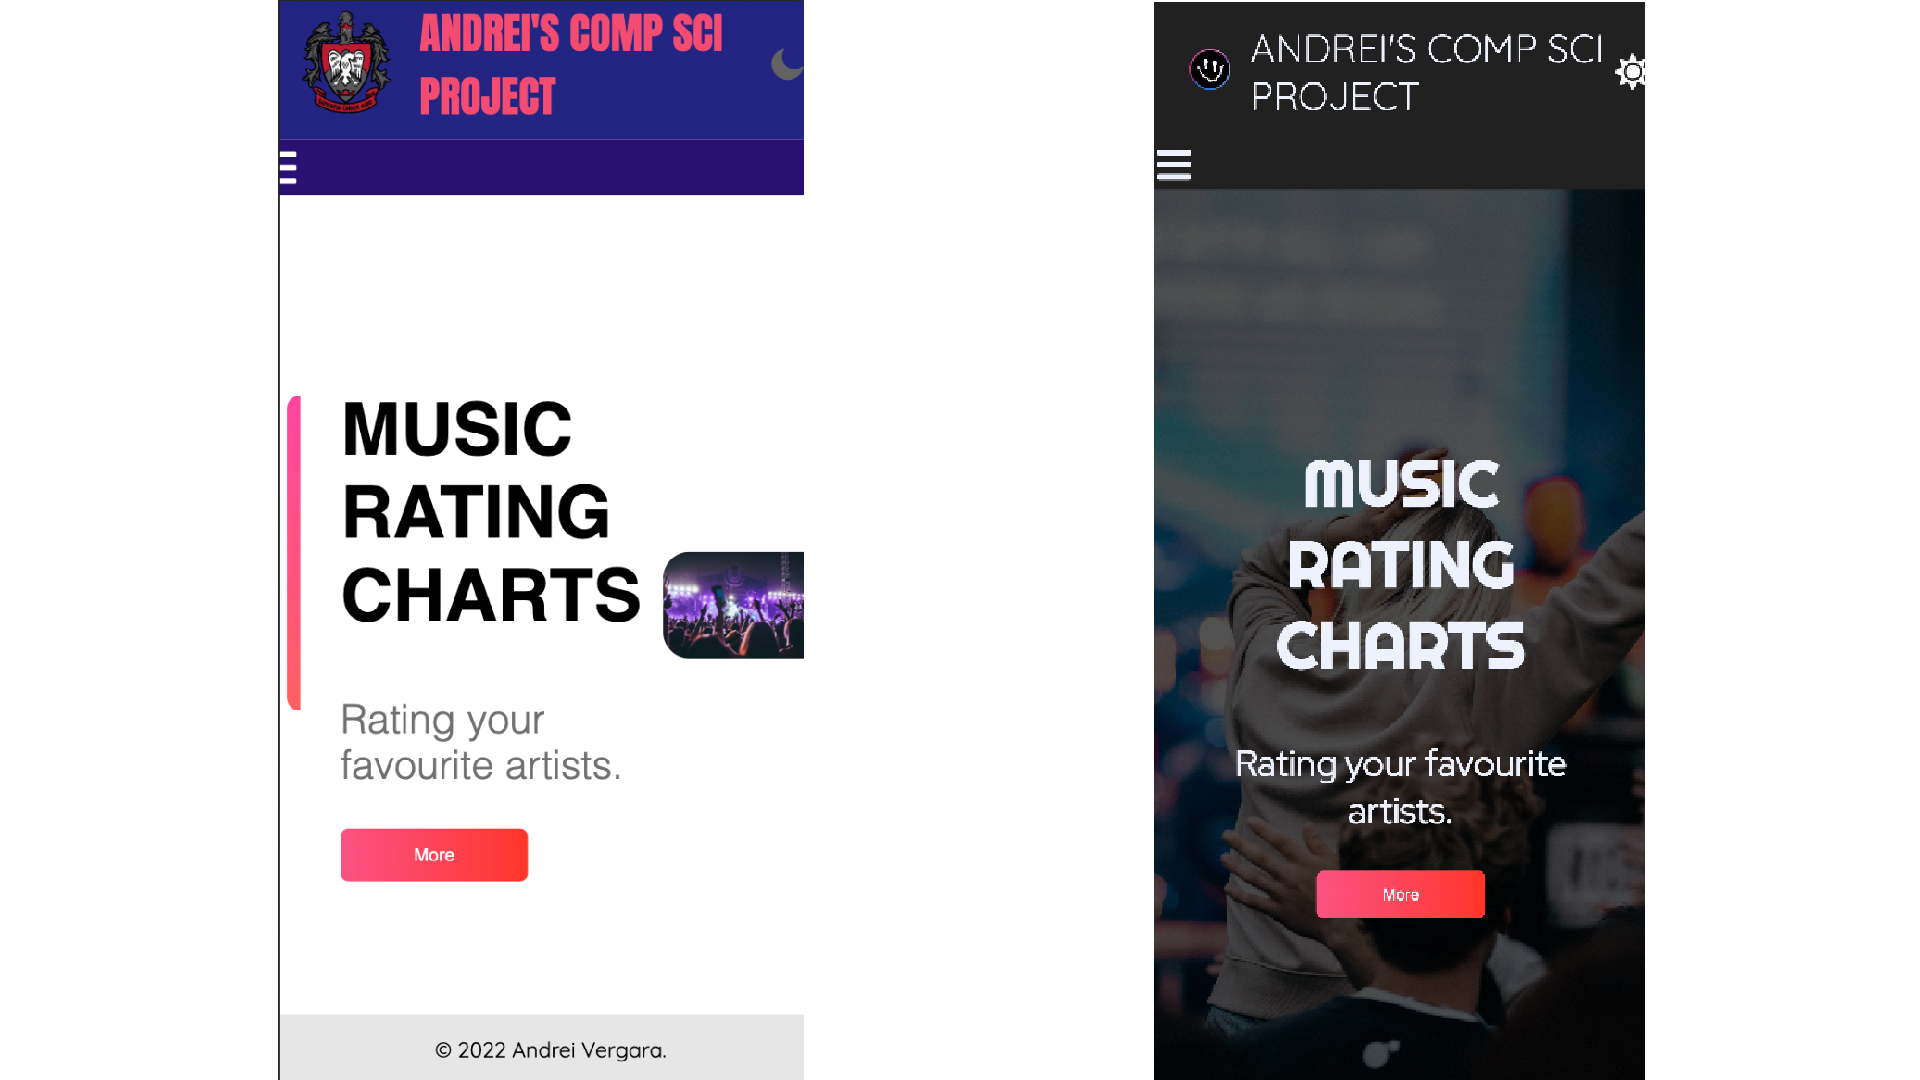 ANDREI'S COMP SCI
PROJECT
MUSIC
RATING
CHARTS
Rating your
favourite artists.
More
© 2022 Andrei Vergara.
ANDREI'S COMP SCI
PROJECT
MUSIC
RATING
CHARTS
Rating your favourite
artists.
More